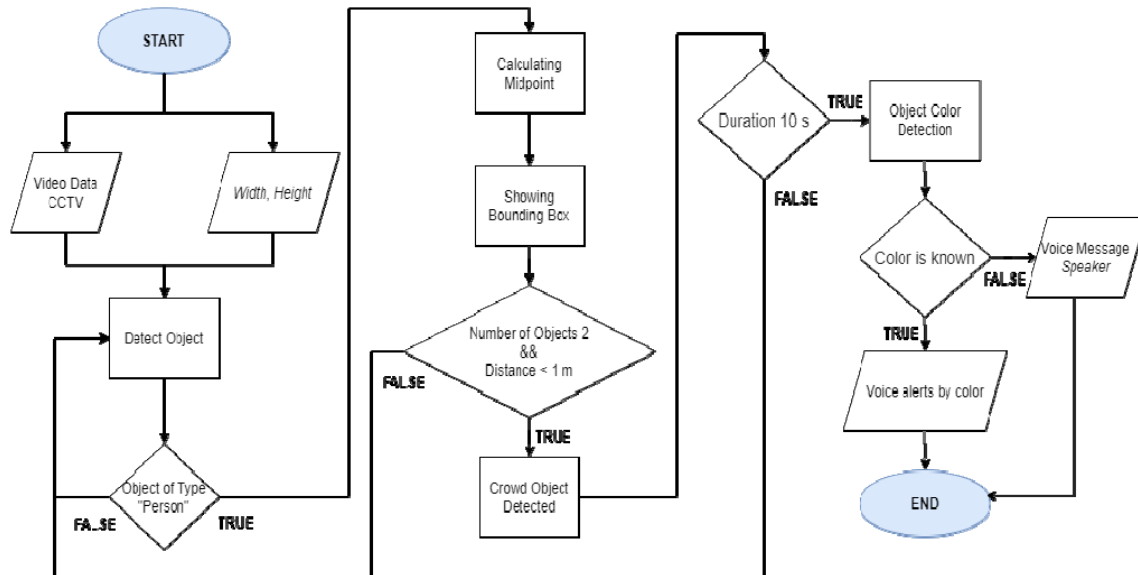 START
Video Data
CCTV
Width, Height
Detect Object
Object of Type
"Person"
FALSE
TRUE
Calculating
Midpoint
Showing
Bounding Box
Number of Objects 2
&&
Distance < 1 m
FALSE
TRUE
Crowd Object
Detected
Duration 10 s
TRUE
FALSE
Object Color
Detection
Color is known
FALSE
Voice Message
Speaker
TRUE
Voice alerts by color
END